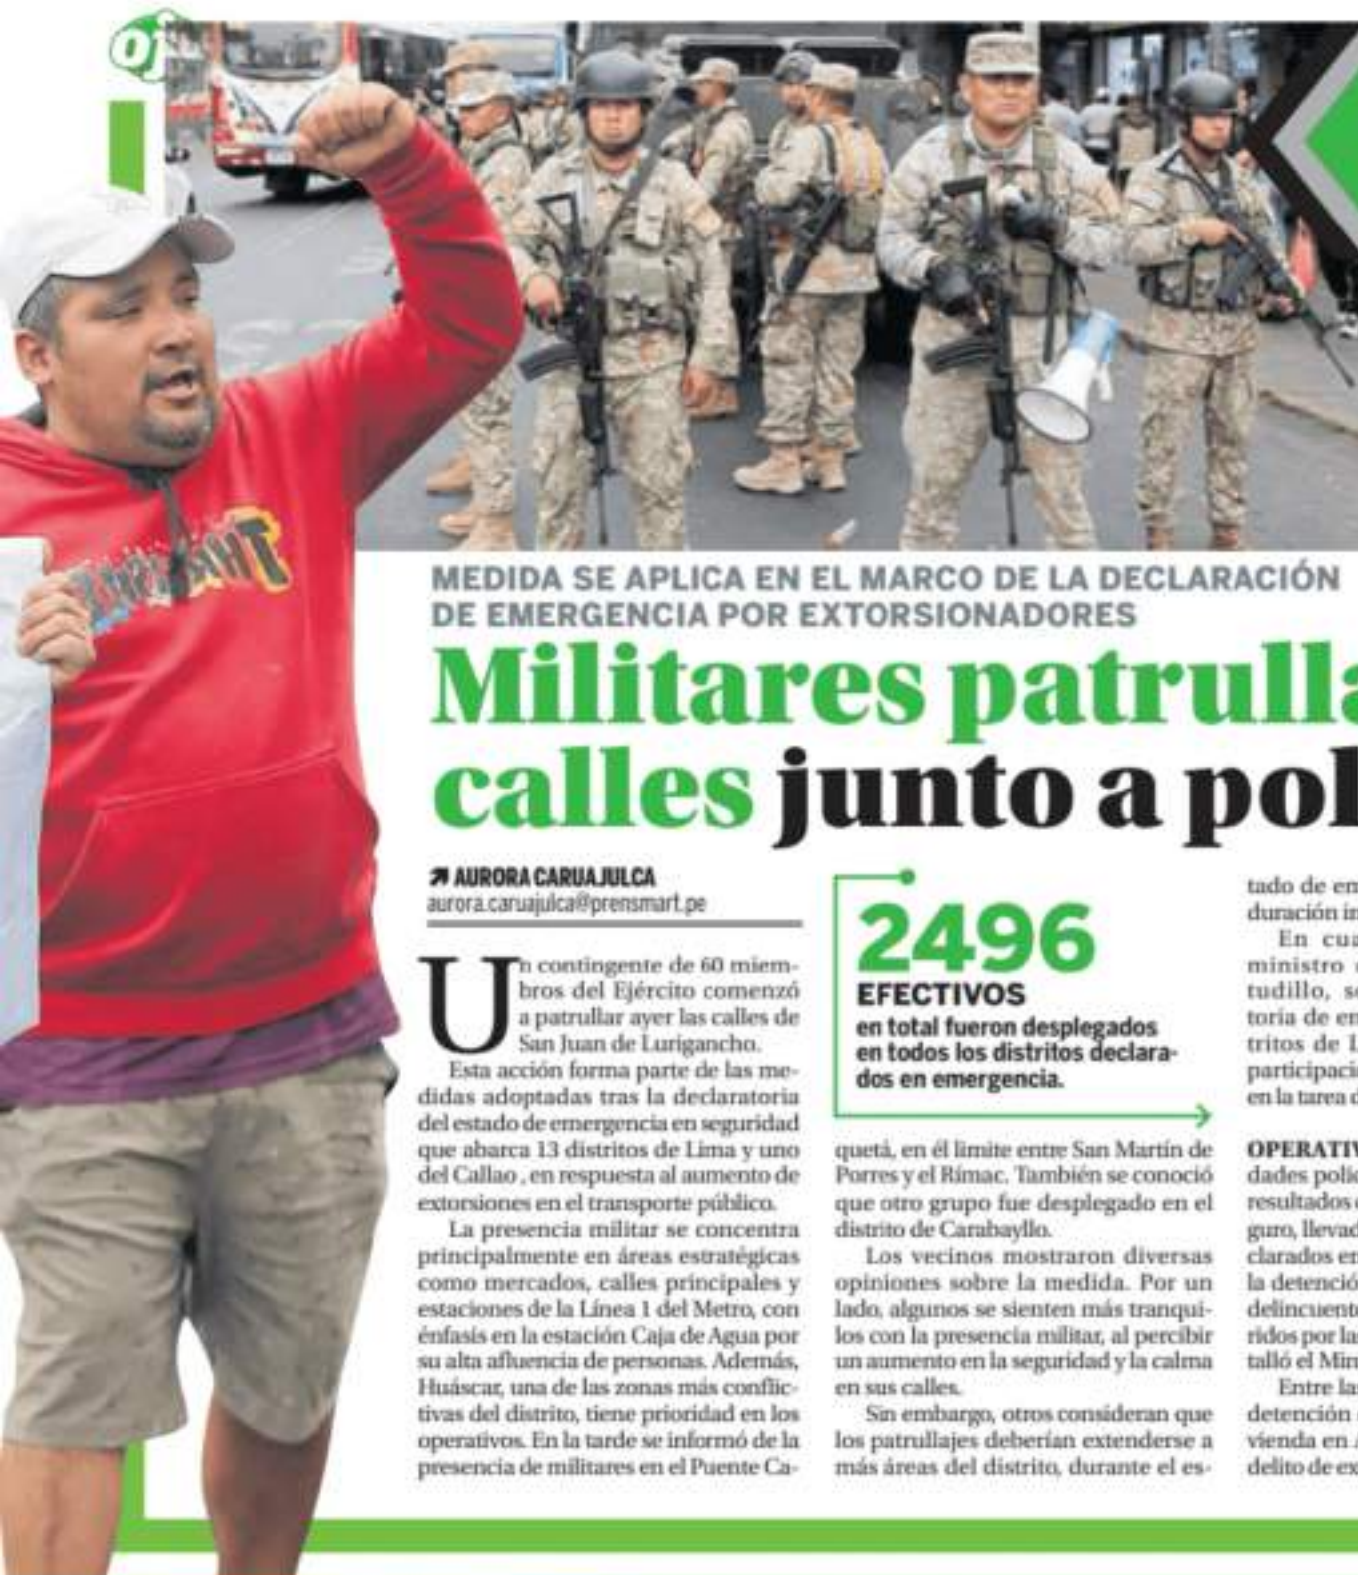 oj
MEDIDA SE APLICA EN EL MARCO DE LA DECLARACIÓN
DE EMERGENCIA POR EXTORSIONADORES
Militares patrulla
calles junto a pol
AURORA CARUAJULCA
aurora.caruajulca@prensmart.pe
Un contingente de 60 miem-
bros del Ejército comenzó
a patrullar ayer las calles de
San Juan de Lurigancho.
Esta acción forma parte de las me-
didas adoptadas tras la declaratoria
del estado de emergencia en seguridad
que abarca 13 distritos de Lima y uno
del Callao , en respuesta al aumento de
extorsiones en el transporte público.
La presencia militar se concentra
principalmente en áreas estratégicas
como mercados, calles principales y
estaciones de la Línea 1 del Metro, con
énfasis en la estación Caja de Agua por
su alta afluencia de personas. Además,
Huáscar, una de las zonas más conflic-
tivas del distrito, tiene prioridad en los
operativos. En la tarde se informó de la
presencia de militares en el Puente Ca-
2496
EFECTIVOS
en total fueron desplegados
en todos los distritos declara-
dos en emergencia.
quetá, en él limite entre San Martín de
Porres y el Rímac. También se conoció
que otro grupo fue desplegado en el
distrito de Carabayllo.
Los vecinos mostraron diversas
opiniones sobre la medida. Por un
lado, algunos se sienten más tranqui-
los con la presencia militar, al percibir
un aumento en la seguridad y la calma
en sus calles.
Sin embargo, otros consideran que
los patrullajes deberían extenderse a
más áreas del distrito, durante el es-
tado de em
duración in
En cua
ministro
tudillo, s
toria de em
tritos de L
participaci
en la tarea d
OPERATIV
dades polic
resultados
guro, llevad
clarados en
la detenció
delincuent
ridos por la
talló el Min
Entre la
detención
vienda en
delito de ex